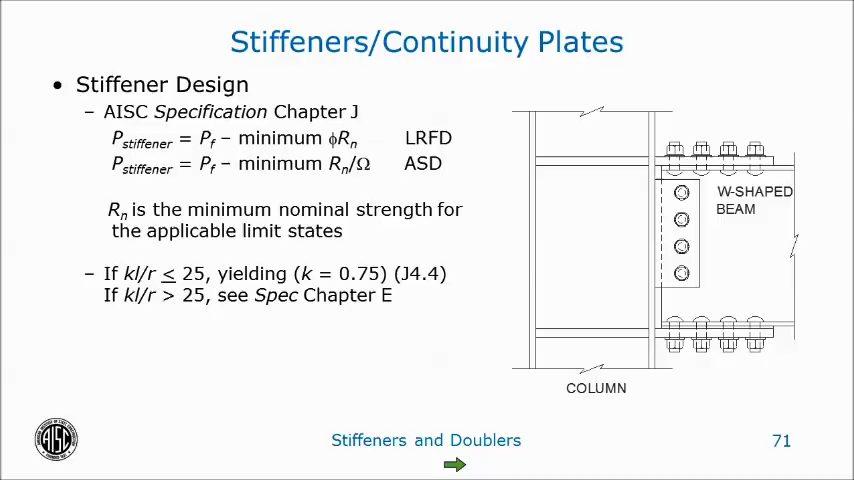 Stiffeners/Continuity Plates
• Stiffener Design
– AISC Specification Chapter J
Pstiffener = Pf – minimum ϕRn LRFD
Pstiffener = Pf – minimum Rn/Ω ASD
Rn is the minimum nominal strength for
the applicable limit states
– If kl/r ≤ 25, yielding (k = 0.75) (J4.4)
If kl/r > 25, see Spec Chapter E
W-SHAPED
BEAM
COLUMN
AISC
Stiffeners and Doublers
71